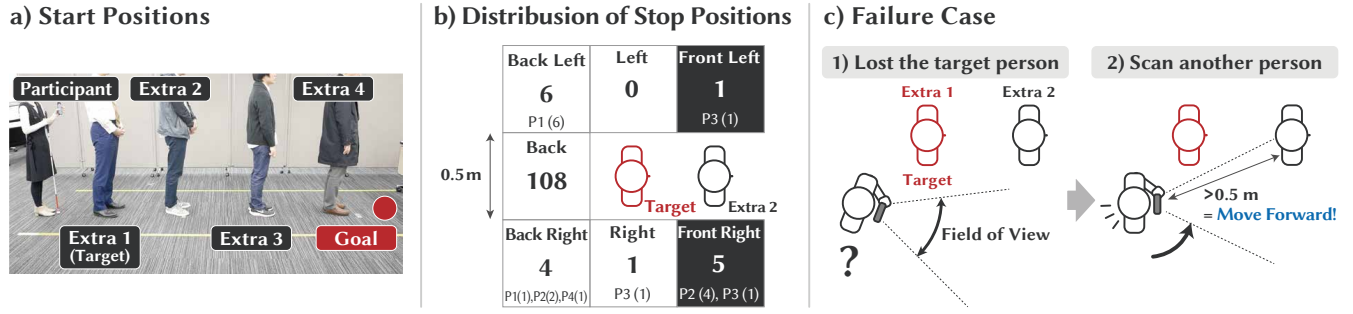 a) Start Positions
Participant
Extra 2
Extra 4
Extra 1
(Target)
Extra 3
Goal
b) Distribusion of Stop Positions
Back Left
6
P1 (6)
Left
0
Front Left
1
P3 (1)
0.5 m
Back
108
Target
Extra 2
Back Right
4
P1(1),P2(2),P4(1)
Right
1
P3 (1)
Front Right
5
P2 (4), P3 (1)
c) Failure Case
1) Lost the target person
Extra 1
Extra 2
Target
Field of View
?
2) Scan another person
>0.5 m
= Move Forward!